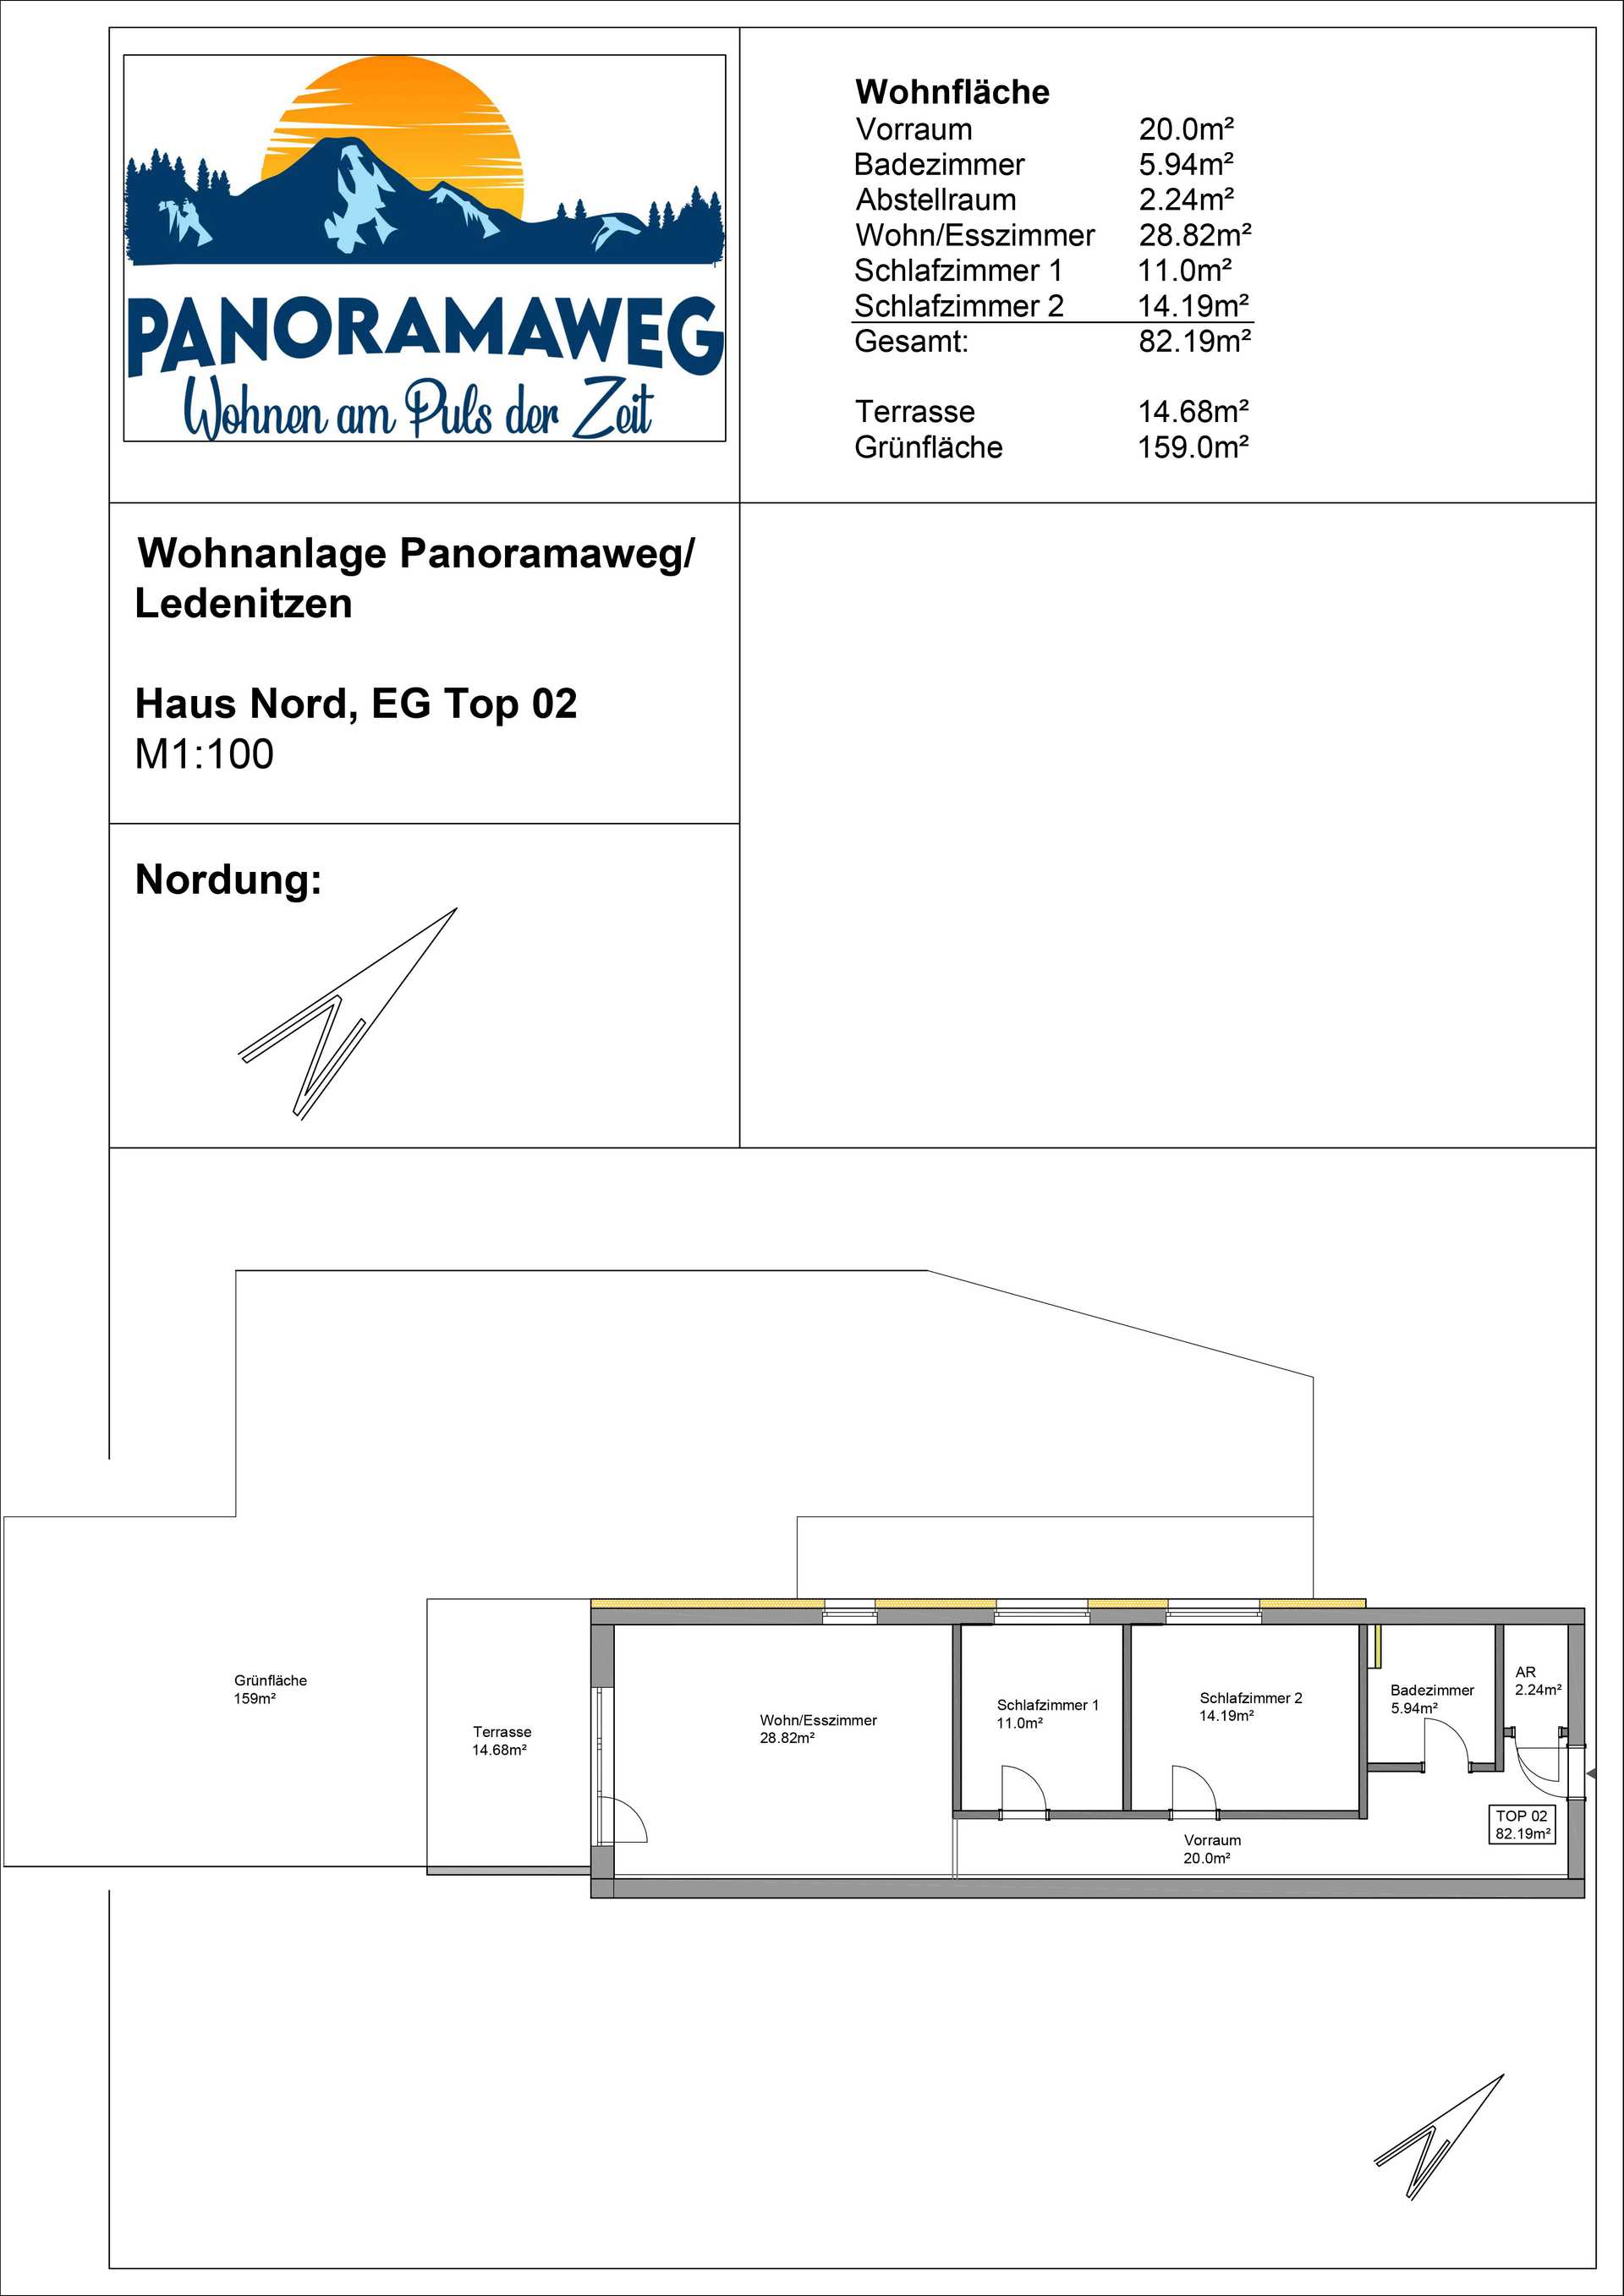 PANORAMAWEG
Wohnen am Puls der Zeit
Wohnfläche
Vorraum 20.0m²
Badezimmer 5.94m²
Abstellraum 2.24m²
Wohn/Esszimmer 28.82m²
Schlafzimmer 1 11.0m²
Schlafzimmer 2 14.19m²
Gesamt: 82.19m²
Terrasse 14.68m²
Grünfläche 159.0m²
Wohnanlage Panoramaweg/
Ledenitzen
Haus Nord, EG Top 02
M1:100
Nordung:
N
Grünfläche
159m²
Terrasse
14.68m²
Wohn/Esszimmer
28.82m²
Schlafzimmer 1
11.0m²
Schlafzimmer 2
14.19m²
Badezimmer
5.94m²
AR
2.24m²
Vorraum
20.0m²
TOP 02
82.19m²
N